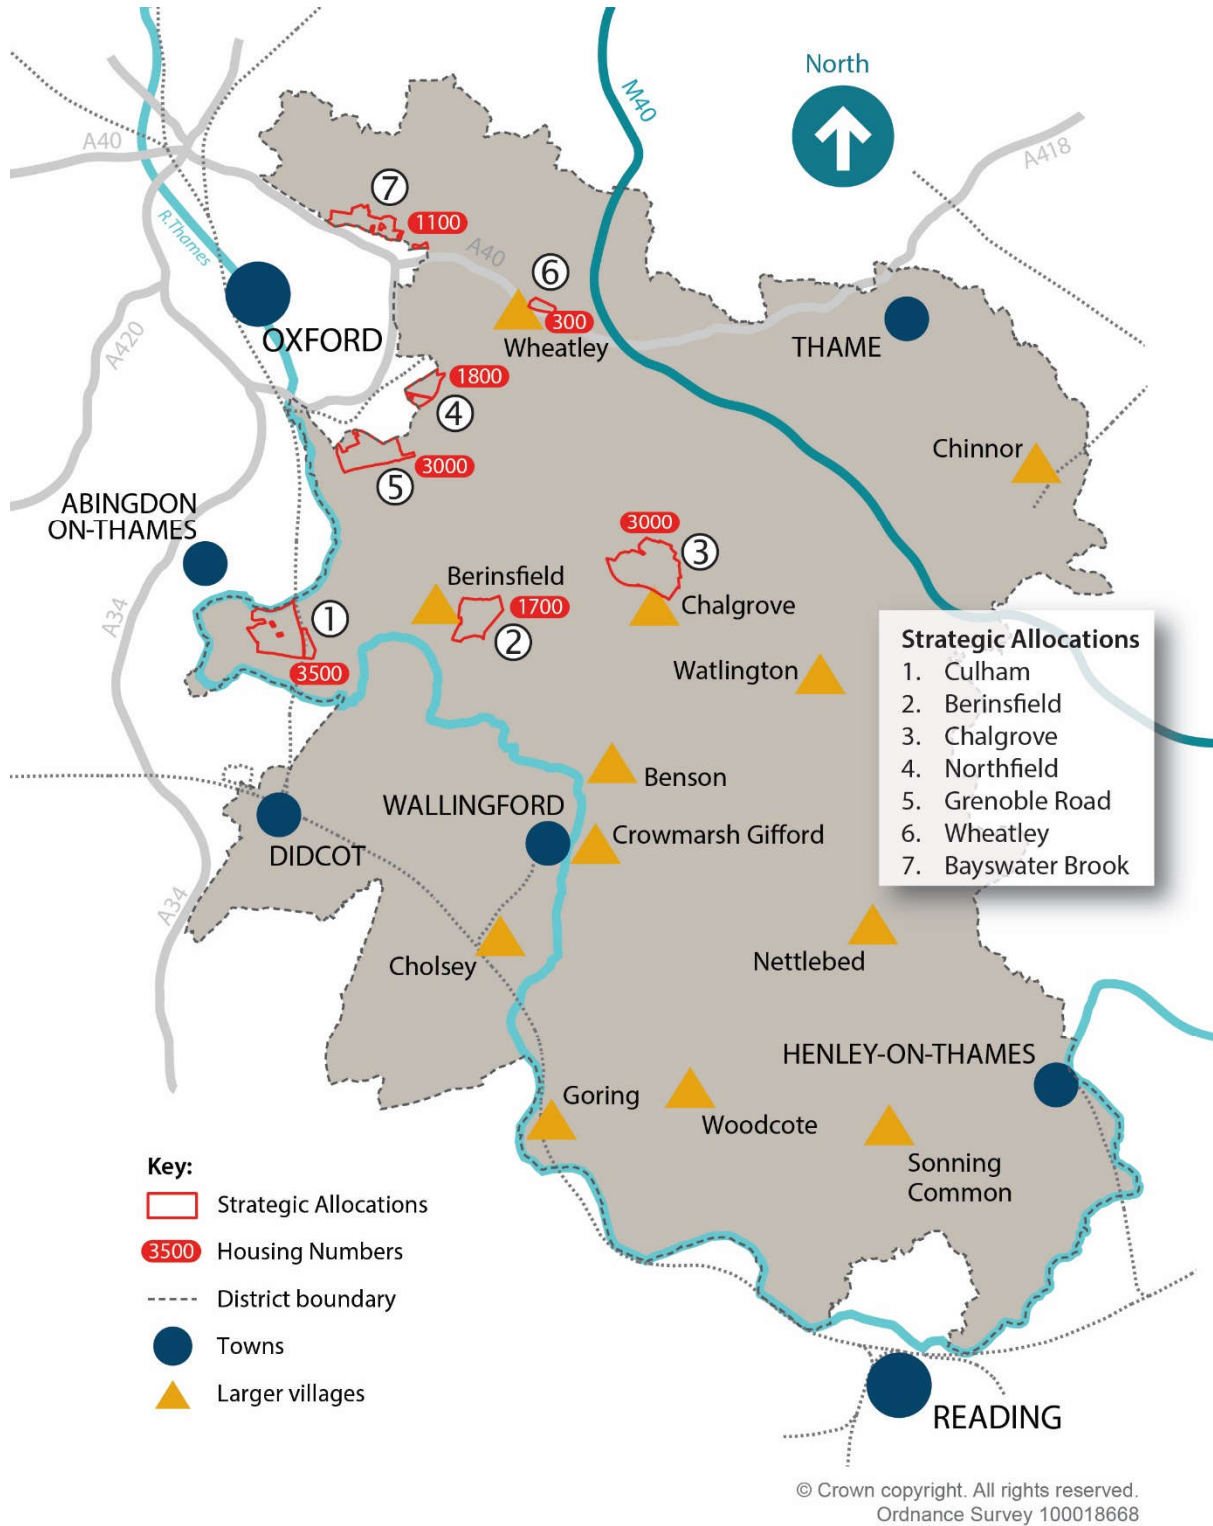 North
M40
A418
A40
7
1100
R.Thames
A40
6
300
OXFORD
Wheatley
THAME
A420
1800
4
3000
5
Chinnor
ABINGDON
ON-THAMES
3000
3
Berinsfield
1700
2
Chalgrove
A34
1
3500
Watlington
Strategic Allocations
1. Culham
2. Berinsfield
3. Chalgrove
4. Northfield
5. Grenoble Road
6. Wheatley
7. Bayswater Brook
Benson
WALLINGFORD
Crowmarsh Gifford
DIDCOT
A34
Cholsey
Nettlebed
HENLEY-ON-THAMES
Goring
Woodcote
Sonning
Common
Key:
Strategic Allocations
3500 Housing Numbers
District boundary
Towns
Larger villages
READING
© Crown copyright. All rights reserved.
Ordnance Survey 100018668